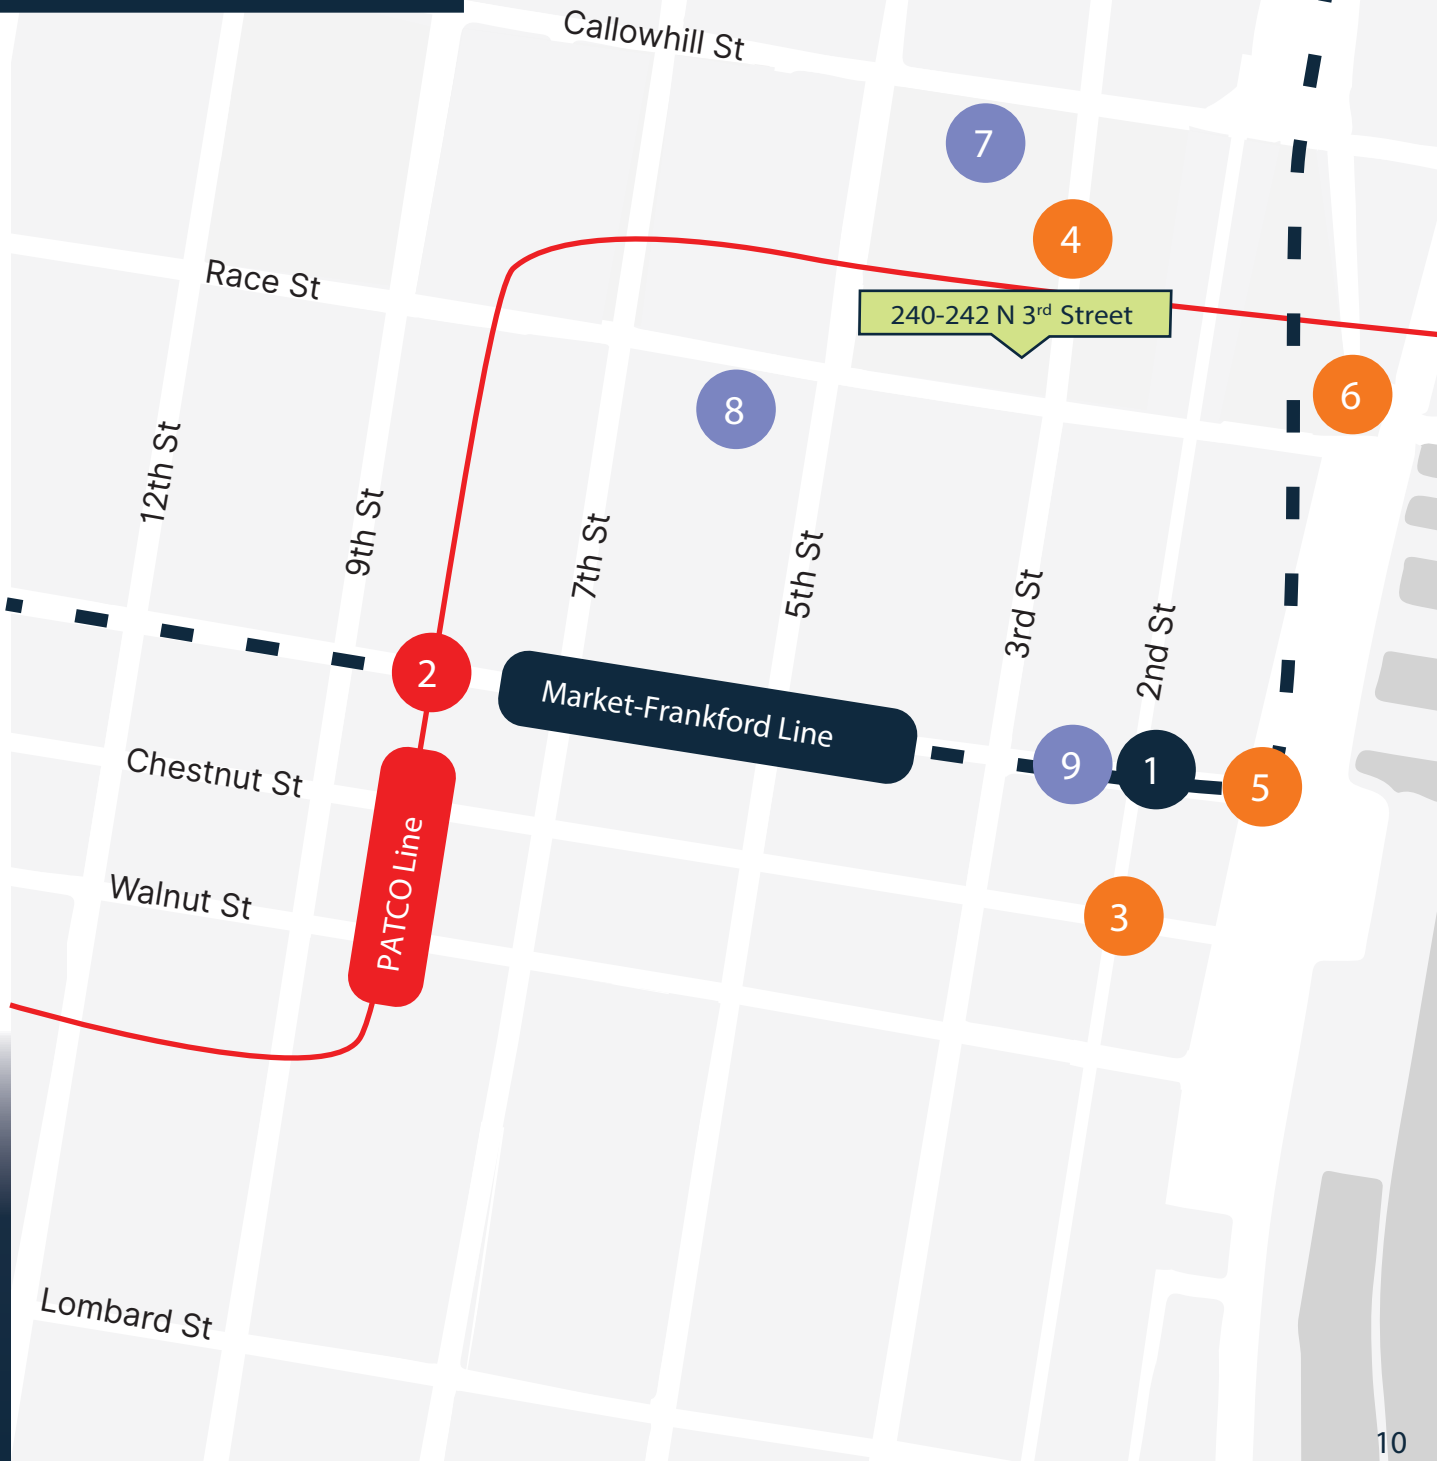 Callowhill St
7
4
Race St
240-242 N 3rd Street
6
8
12th St
9th St
7th St
5th St
3rd St
2nd St
2
Market-Frankford Line
9
1
5
Chestnut St
PATCO Line
Walnut St
3
Lombard St
10